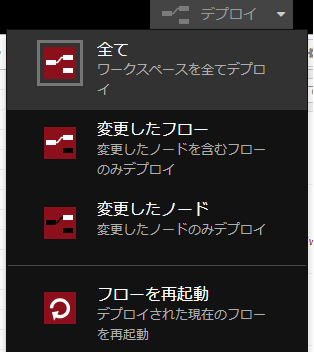 デプロイ
全て
ワークスペースを全てデプロ
イ
変更したフロー
変更したノードを含むフロー
のみデプロイ
変更したノード
変更したノードのみデプロイ
フローを再起動
デプロイされた現在のフロー
を再起動